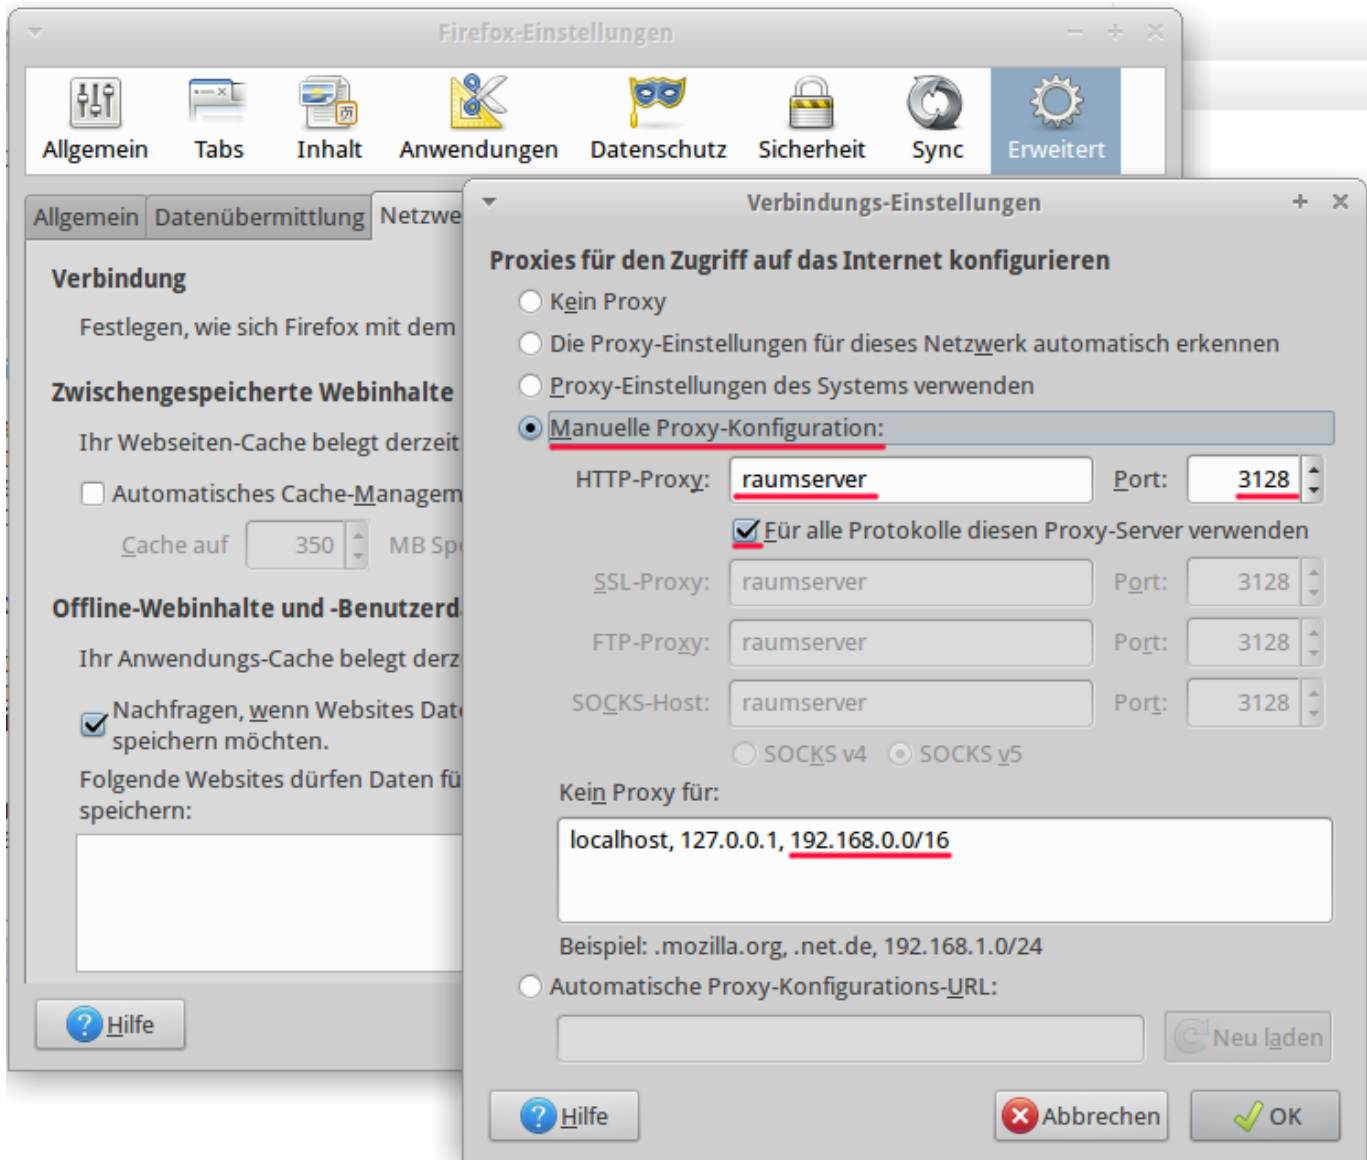 Firefox-Einstellungen
Allgemein Tabs Inhalt Anwendungen Datenschutz Sicherheit Sync Erweitert
Allgemein Datenübermittlung Netzwe
Verbindung
Festlegen, wie sich Firefox mit dem
Zwischengespeicherte Webinhalte
Ihr Webseiten-Cache belegt derzeit
Automatisches Cache-Managem
Cache auf 350 MB Spe
Offline-Webinhalte und -Benutzerd
Ihr Anwendungs-Cache belegt derz
Nachfragen, wenn Websites Date
speichern möchten.
Folgende Websites dürfen Daten fü
speichern:
Hilfe
Verbindungs-Einstellungen
Proxies für den Zugriff auf das Internet konfigurieren
Kein Proxy
Die Proxy-Einstellungen für dieses Netzwerk automatisch erkennen
Proxy-Einstellungen des Systems verwenden
Manuelle Proxy-Konfiguration:
HTTP-Proxy: raumserver Port: 3128
Für alle Protokolle diesen Proxy-Server verwenden
SSL-Proxy: raumserver Port: 3128
FTP-Proxy: raumserver Port: 3128
SOCKS-Host: raumserver Port: 3128
SOCKS v4 SOCKS v5
Kein Proxy für:
localhost, 127.0.0.1, 192.168.0.0/16
Beispiel: .mozilla.org, .net.de, 192.168.1.0/24
Automatische Proxy-Konfigurations-URL:
Neu laden
Hilfe Abbrechen OK